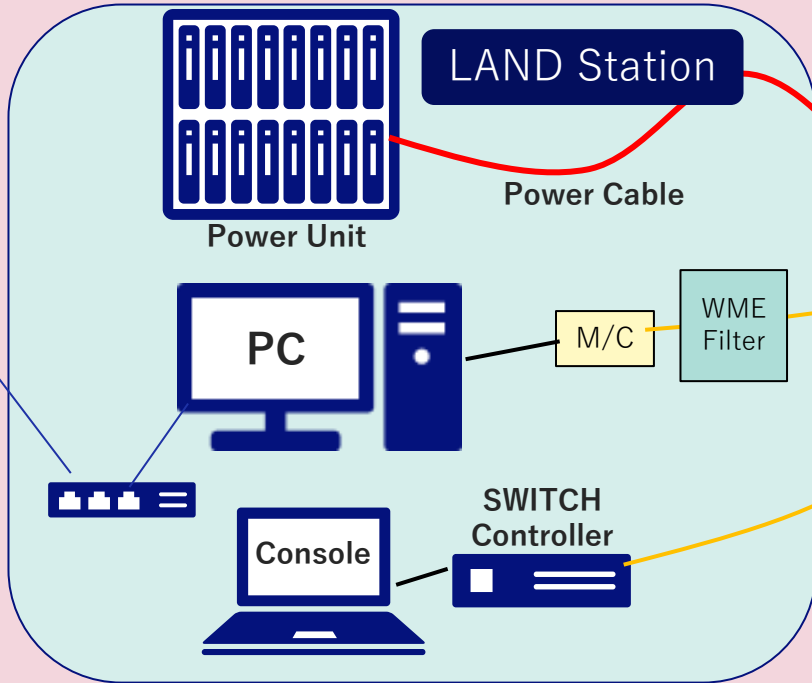 LAND Station
Power Cable
Power Unit
PC
M/C
WME
Filter
SWITCH
Controller
Console